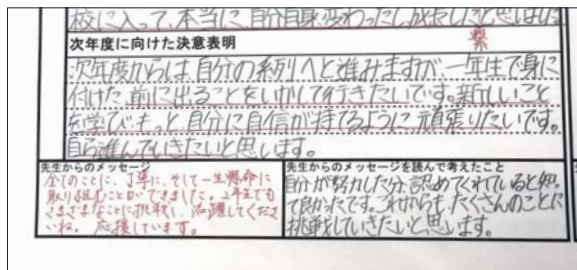 校に入って、本当に自分自身変わったし成長したと思いました
次年度に向けた決意表明
繋
次年度からは、自分の系列へと進みますが、一年生で身に
付けた、前に出ることをいかして行きたいです。新しいこと
を学び、もっと自分に自信が持てるように頑張りたいです。
自ら進んでいきたいと思います。
先生からのメッセージ
全てのことに、丁寧に、そして一生懸命に
取り組むことができました。2年生でも
さまざまなことに挑戦し、活躍してくださ
いね。応援しています。
先生からのメッセージを読んで考えたこと
自分が努力した分、認めてくれていると知
て良かったです。これからも、たくさんのことに
挑戦していきたいと思います。